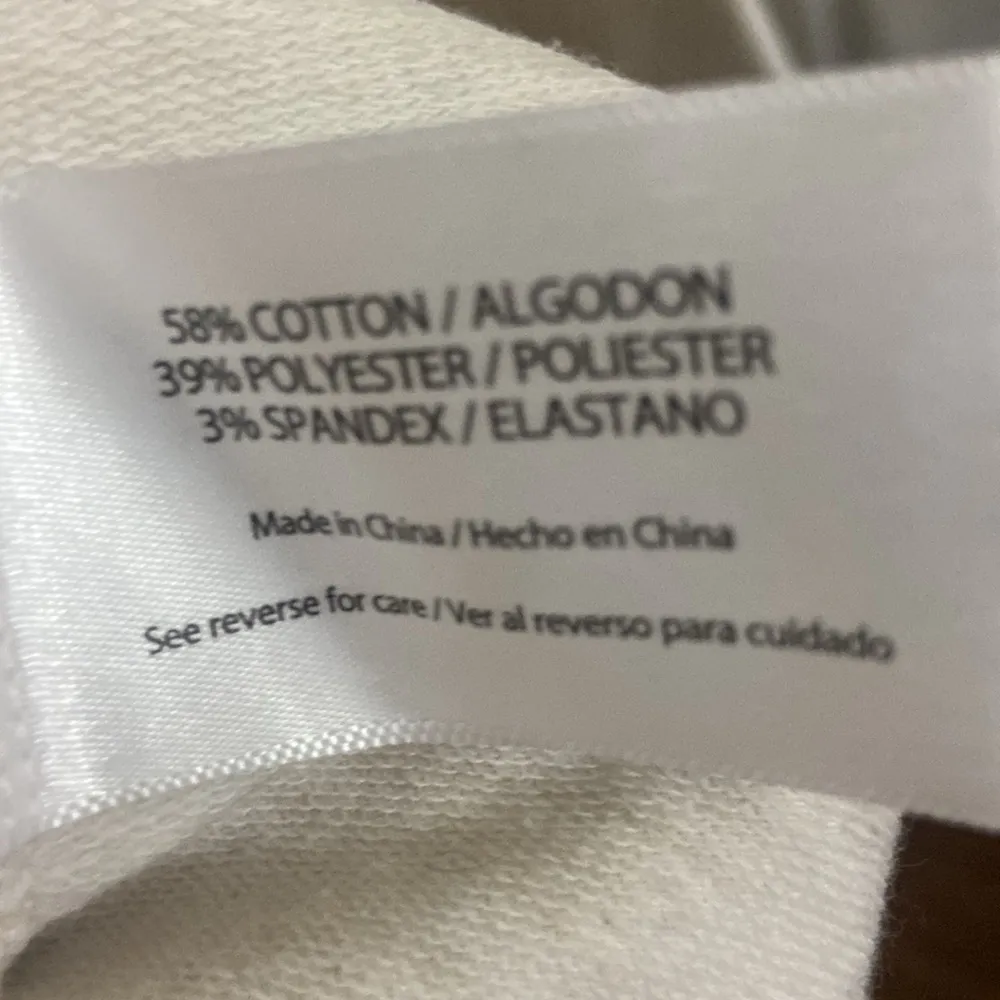 58% COTTON / ALGODON
39% POLYESTER / POLIESTER
3% SPANDEX / ELASTANO
Made in China / Hecho en China
See reverse for care / Ver al reverso para cuidado